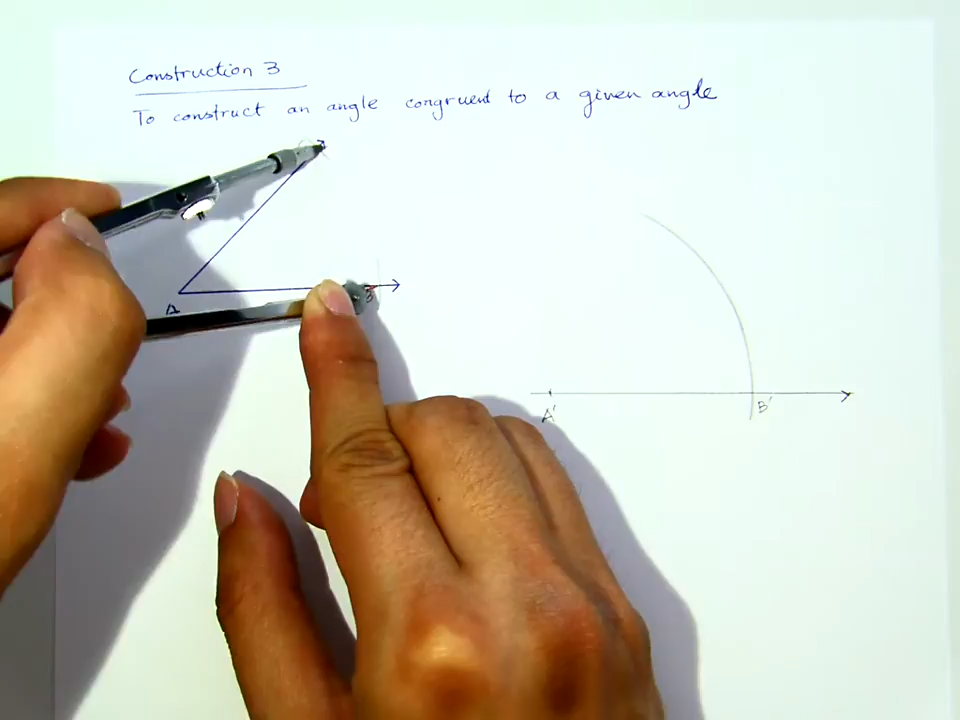 Construction 3
To construct an angle congruent to a given angle
A
B
A'
B'